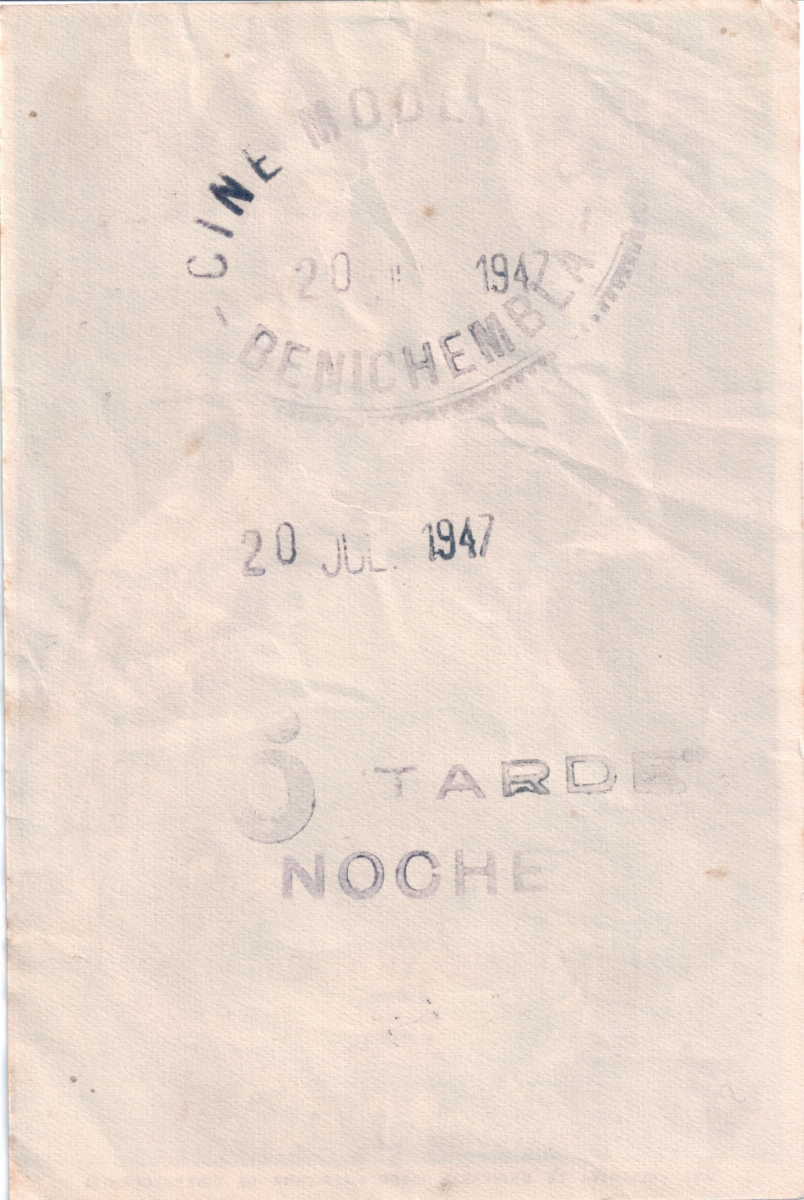 CINE
20 1947
- BENICHEMBLA -
20 JUL. 1947
5 TARDE
NOCHE